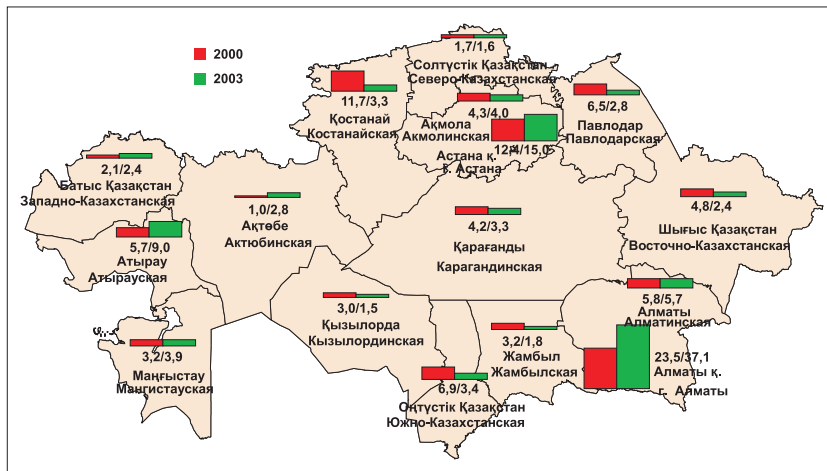 2000
2003
1,7/1,6
Солтүстік Қазақстан
Северо-Казахстанская
11,7/3,3
Қостанай
Костанайская
4,3/4,0
Ақмола
Акмолинская
12,4/15,0
Астана қ.
г. Астана
6,5/2,8
Павлодар
Павлодарская
2,1/2,4
Батыс Қазақстан
Западно-Казахстанская
1,0/2,8
Ақтөбе
Актюбинская
5,7/9,0
Атырау
Атырауская
4,2/3,3
Қарағанды
Карагандинская
4,8/2,4
Шығыс Қазақстан
Восточно-Казахстанская
3,2/3,9
Маңғыстау
Мангистауская
3,0/1,5
Қызылорда
Кызылординская
6,9/3,4
Оңтүстік Қазақстан
Южно-Казахстанская
3,2/1,8
Жамбыл
Жамбылская
5,8/5,7
Алматы
Алматинская
23,5/37,1
Алматы қ.
г. Алматы